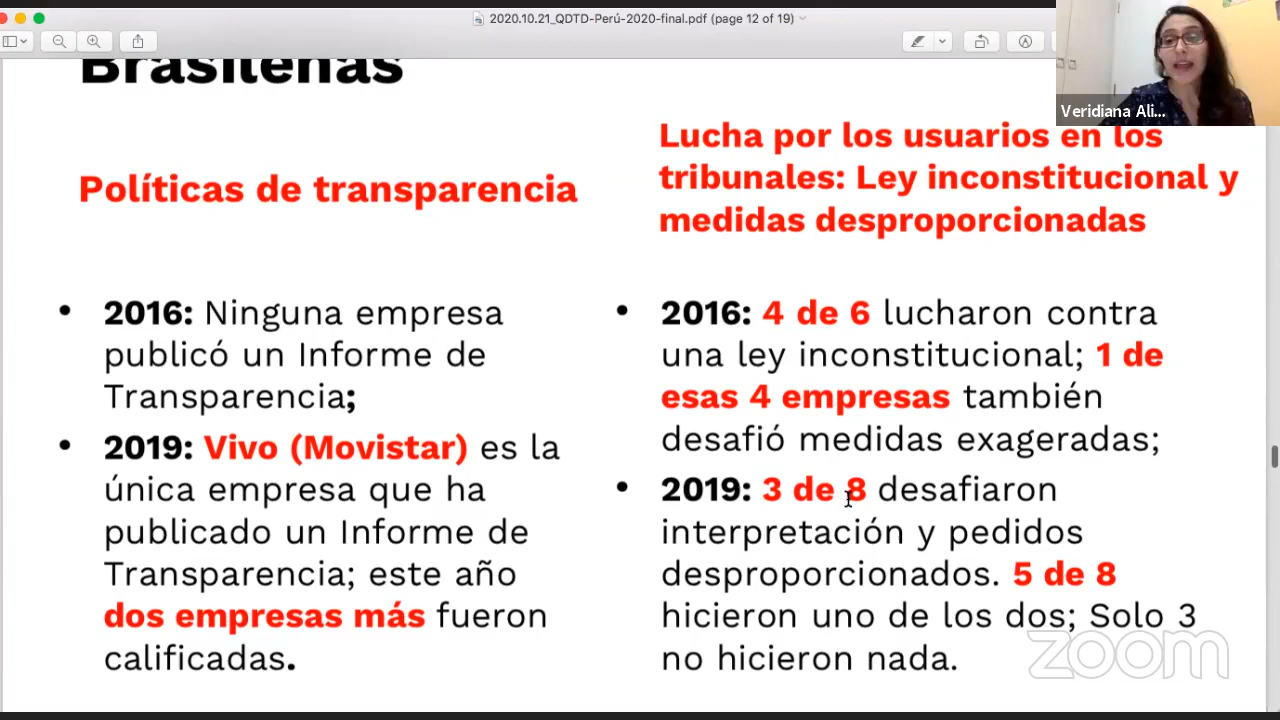 2020.10.21_QDTD-Perú-2020-final.pdf (page 12 of 19)
Veridiana Ali...
Brasileñas
Políticas de transparencia
• 2016: Ninguna empresa
publicó un Informe de
Transparencia;
• 2019: Vivo (Movistar) es la
única empresa que ha
publicado un Informe de
Transparencia; este año
dos empresas más fueron
calificadas.
Lucha por los usuarios en los
tribunales: Ley inconstitucional y
medidas desproporcionadas
• 2016: 4 de 6 lucharon contra
una ley inconstitucional; 1 de
esas 4 empresas también
desafió medidas exageradas;
• 2019: 3 de 8 desafiaron
interpretación y pedidos
desproporcionados. 5 de 8
hicieron uno de los dos; Solo 3
no hicieron nada.
zoom